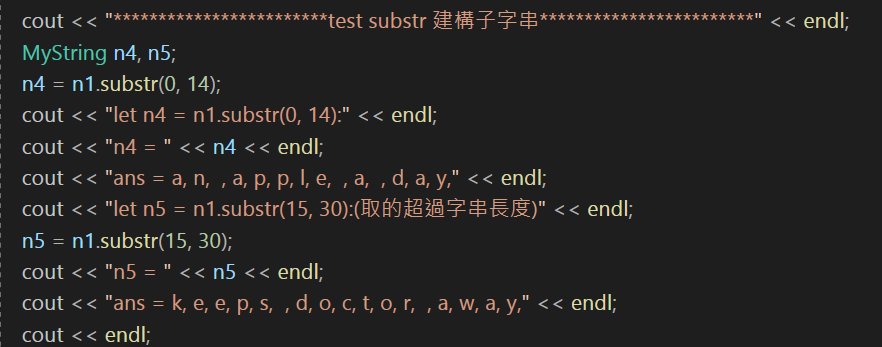 cout << "************************test substr 建構子字串************************" << endl;
MyString n4, n5;
n4 = n1.substr(0, 14);
cout << "let n4 = n1.substr(0, 14):" << endl;
cout << "n4 = " << n4 << endl;
cout << "ans = a, n,  , a, p, p, l, e,  , a,  , d, a, y," << endl;
cout << "let n5 = n1.substr(15, 30):(取的超過字串長度)" << endl;
n5 = n1.substr(15, 30);
cout << "n5 = " << n5 << endl;
cout << "ans = k, e, e, p, s,  , d, o, c, t, o, r,  , a, w, a, y," << endl;
cout << endl;